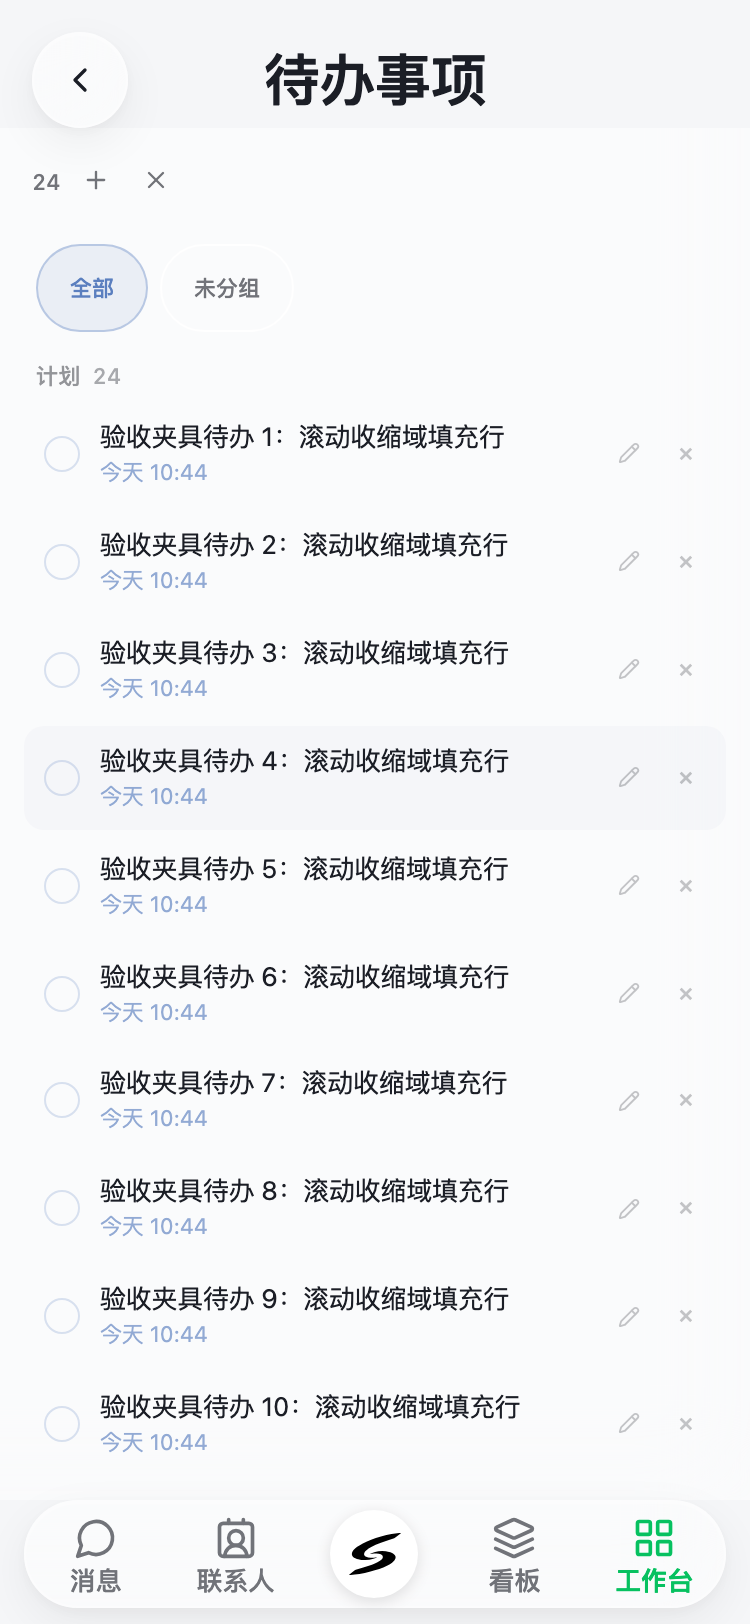 待办事项
24
全部 未分组
计划 24
验收夹具待办 1：滚动收缩域填充行
今天 10:44
验收夹具待办 2：滚动收缩域填充行
今天 10:44
验收夹具待办 3：滚动收缩域填充行
今天 10:44
验收夹具待办 4：滚动收缩域填充行
今天 10:44
验收夹具待办 5：滚动收缩域填充行
今天 10:44
验收夹具待办 6：滚动收缩域填充行
今天 10:44
验收夹具待办 7：滚动收缩域填充行
今天 10:44
验收夹具待办 8：滚动收缩域填充行
今天 10:44
验收夹具待办 9：滚动收缩域填充行
今天 10:44
验收夹具待办 10：滚动收缩域填充行
今天 10:44
消息 联系人 看板 工作台